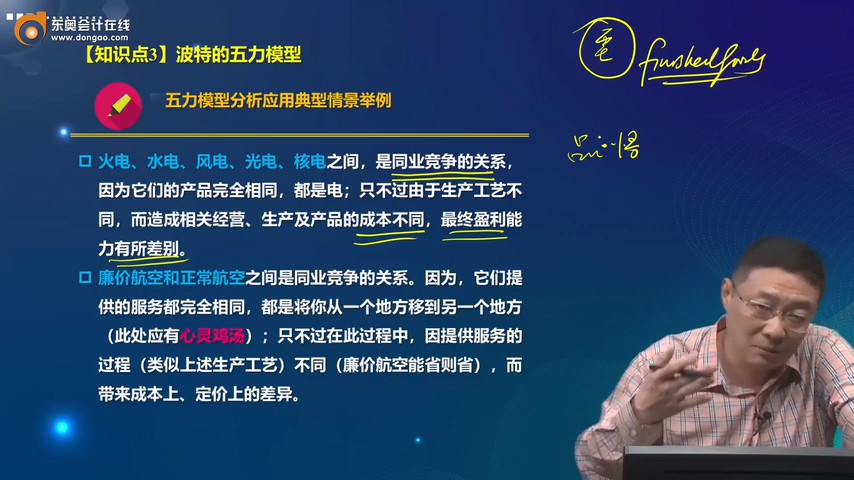 东奥会计在线
www.dongao.com
【知识点3】波特的五力模型
五力模型分析应用典型情景举例
火电、水电、风电、光电、核电之间，是同业竞争的关系，
因为它们的产品完全相同，都是电；只不过由于生产工艺不
同，而造成相关经营、生产及产品的成本不同，最终盈利能
力有所差别。
廉价航空和正常航空之间是同业竞争的关系。因为，它们提
供的服务都完全相同，都是将你从一个地方移到另一个地方
（此处应有心灵鸡汤）；只不过在此过程中，因提供服务的
过程（类似上述生产工艺）不同（廉价航空能省则省），而
带来成本上、定价上的差异。
电
finished goods